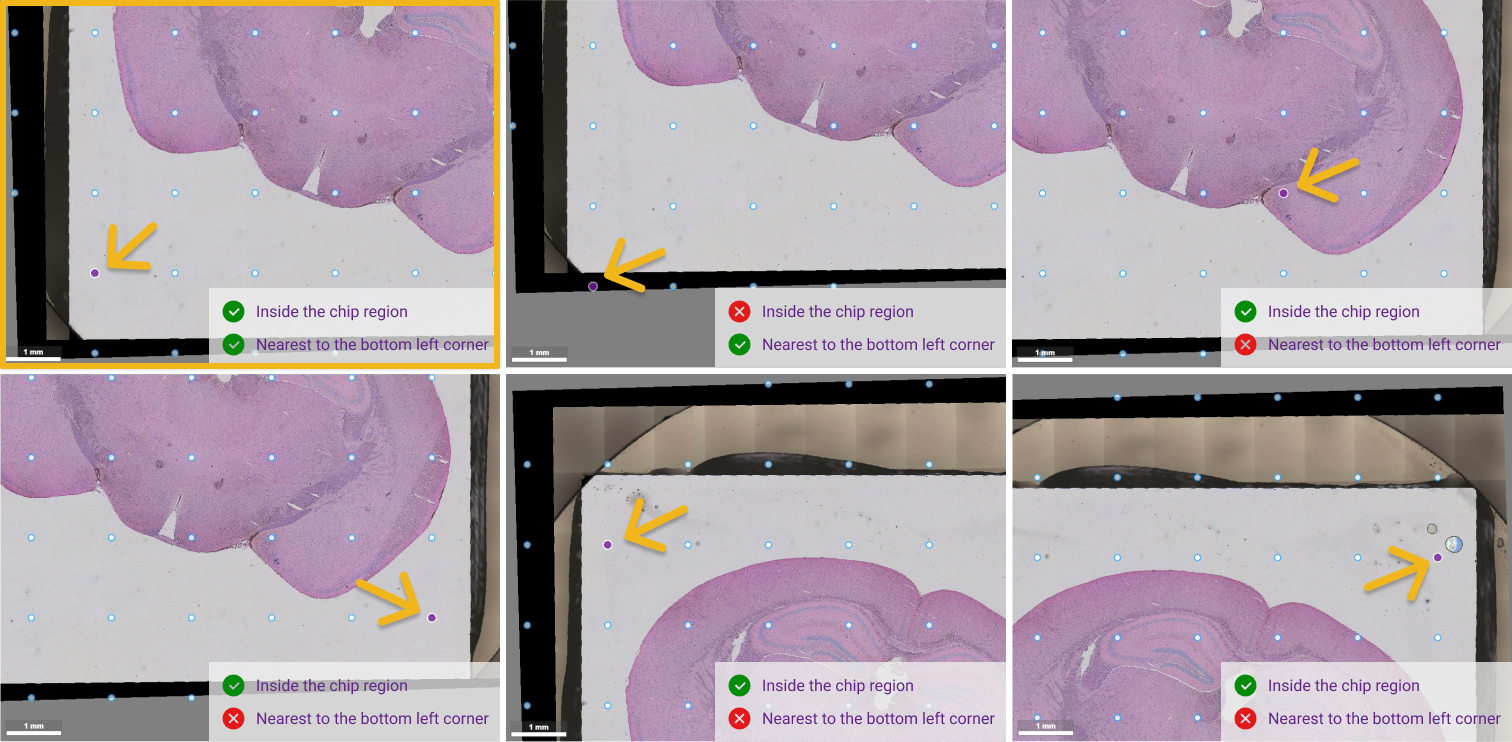 Inside the chip region
Nearest to the bottom left corner
1 mm
Inside the chip region
Nearest to the bottom left corner
1 mm
Inside the chip region
Nearest to the bottom left corner
1 mm
Inside the chip region
Nearest to the bottom left corner
1 mm
Inside the chip region
Nearest to the bottom left corner
1 mm
Inside the chip region
Nearest to the bottom left corner
1 mm